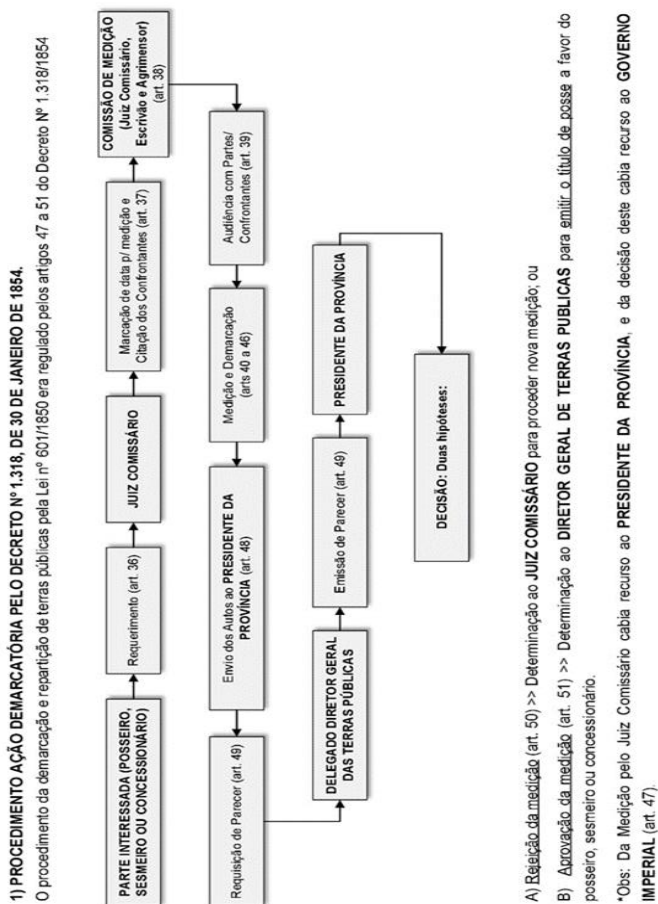 1) PROCEDIMENTO AÇÃO DEMARCATÓRIA PELO DECRETO Nº 1.318, DE 30 DE JANEIRO DE 1854.
O procedimento da demarcação e repartição de terras públicas pela Lei nº 601/1850 era regulado pelos artigos 47 a 51 do Decreto Nº 1.318/1854
PARTE INTERESSADA (POSSEIRO,
SESMEIRO OU CONCESSIONÁRIO)
Requerimento (art. 36)
JUIZ COMISSÁRIO
Marcação de data p/ medição e
Citação dos Confrontantes (art. 37)
COMISSÃO DE MEDIÇÃO
(Juiz Comissário,
Escrivão e Agrimensor)
(art. 38)
Audiência com Partes/
Confrontantes (art. 39)
Medição e Demarcação
(arts 40 a 46)
Envio dos Autos ao PRESIDENTE DA
PROVÍNCIA (art. 48)
Requisição de Parecer (art. 49)
DELEGADO DIRETOR GERAL
DAS TERRAS PÚBLICAS
Emissão de Parecer (art. 49)
PRESIDENTE DA PROVÍNCIA
DECISÃO: Duas hipóteses:
A) Rejeição da medição (art. 50) >> Determinação ao JUIZ COMISSÁRIO para proceder nova medição; ou
B) Aprovação da medição (art. 51) >> Determinação ao DIRETOR GERAL DE TERRAS PUBLICAS para emitir o título de posse a favor do
posseiro, sesmeiro ou concessionário.
*Obs: Da Medição pelo Juiz Comissário cabia recurso ao PRESIDENTE DA PROVÍNCIA, e da decisão deste cabia recurso ao GOVERNO
IMPERIAL (art. 47).